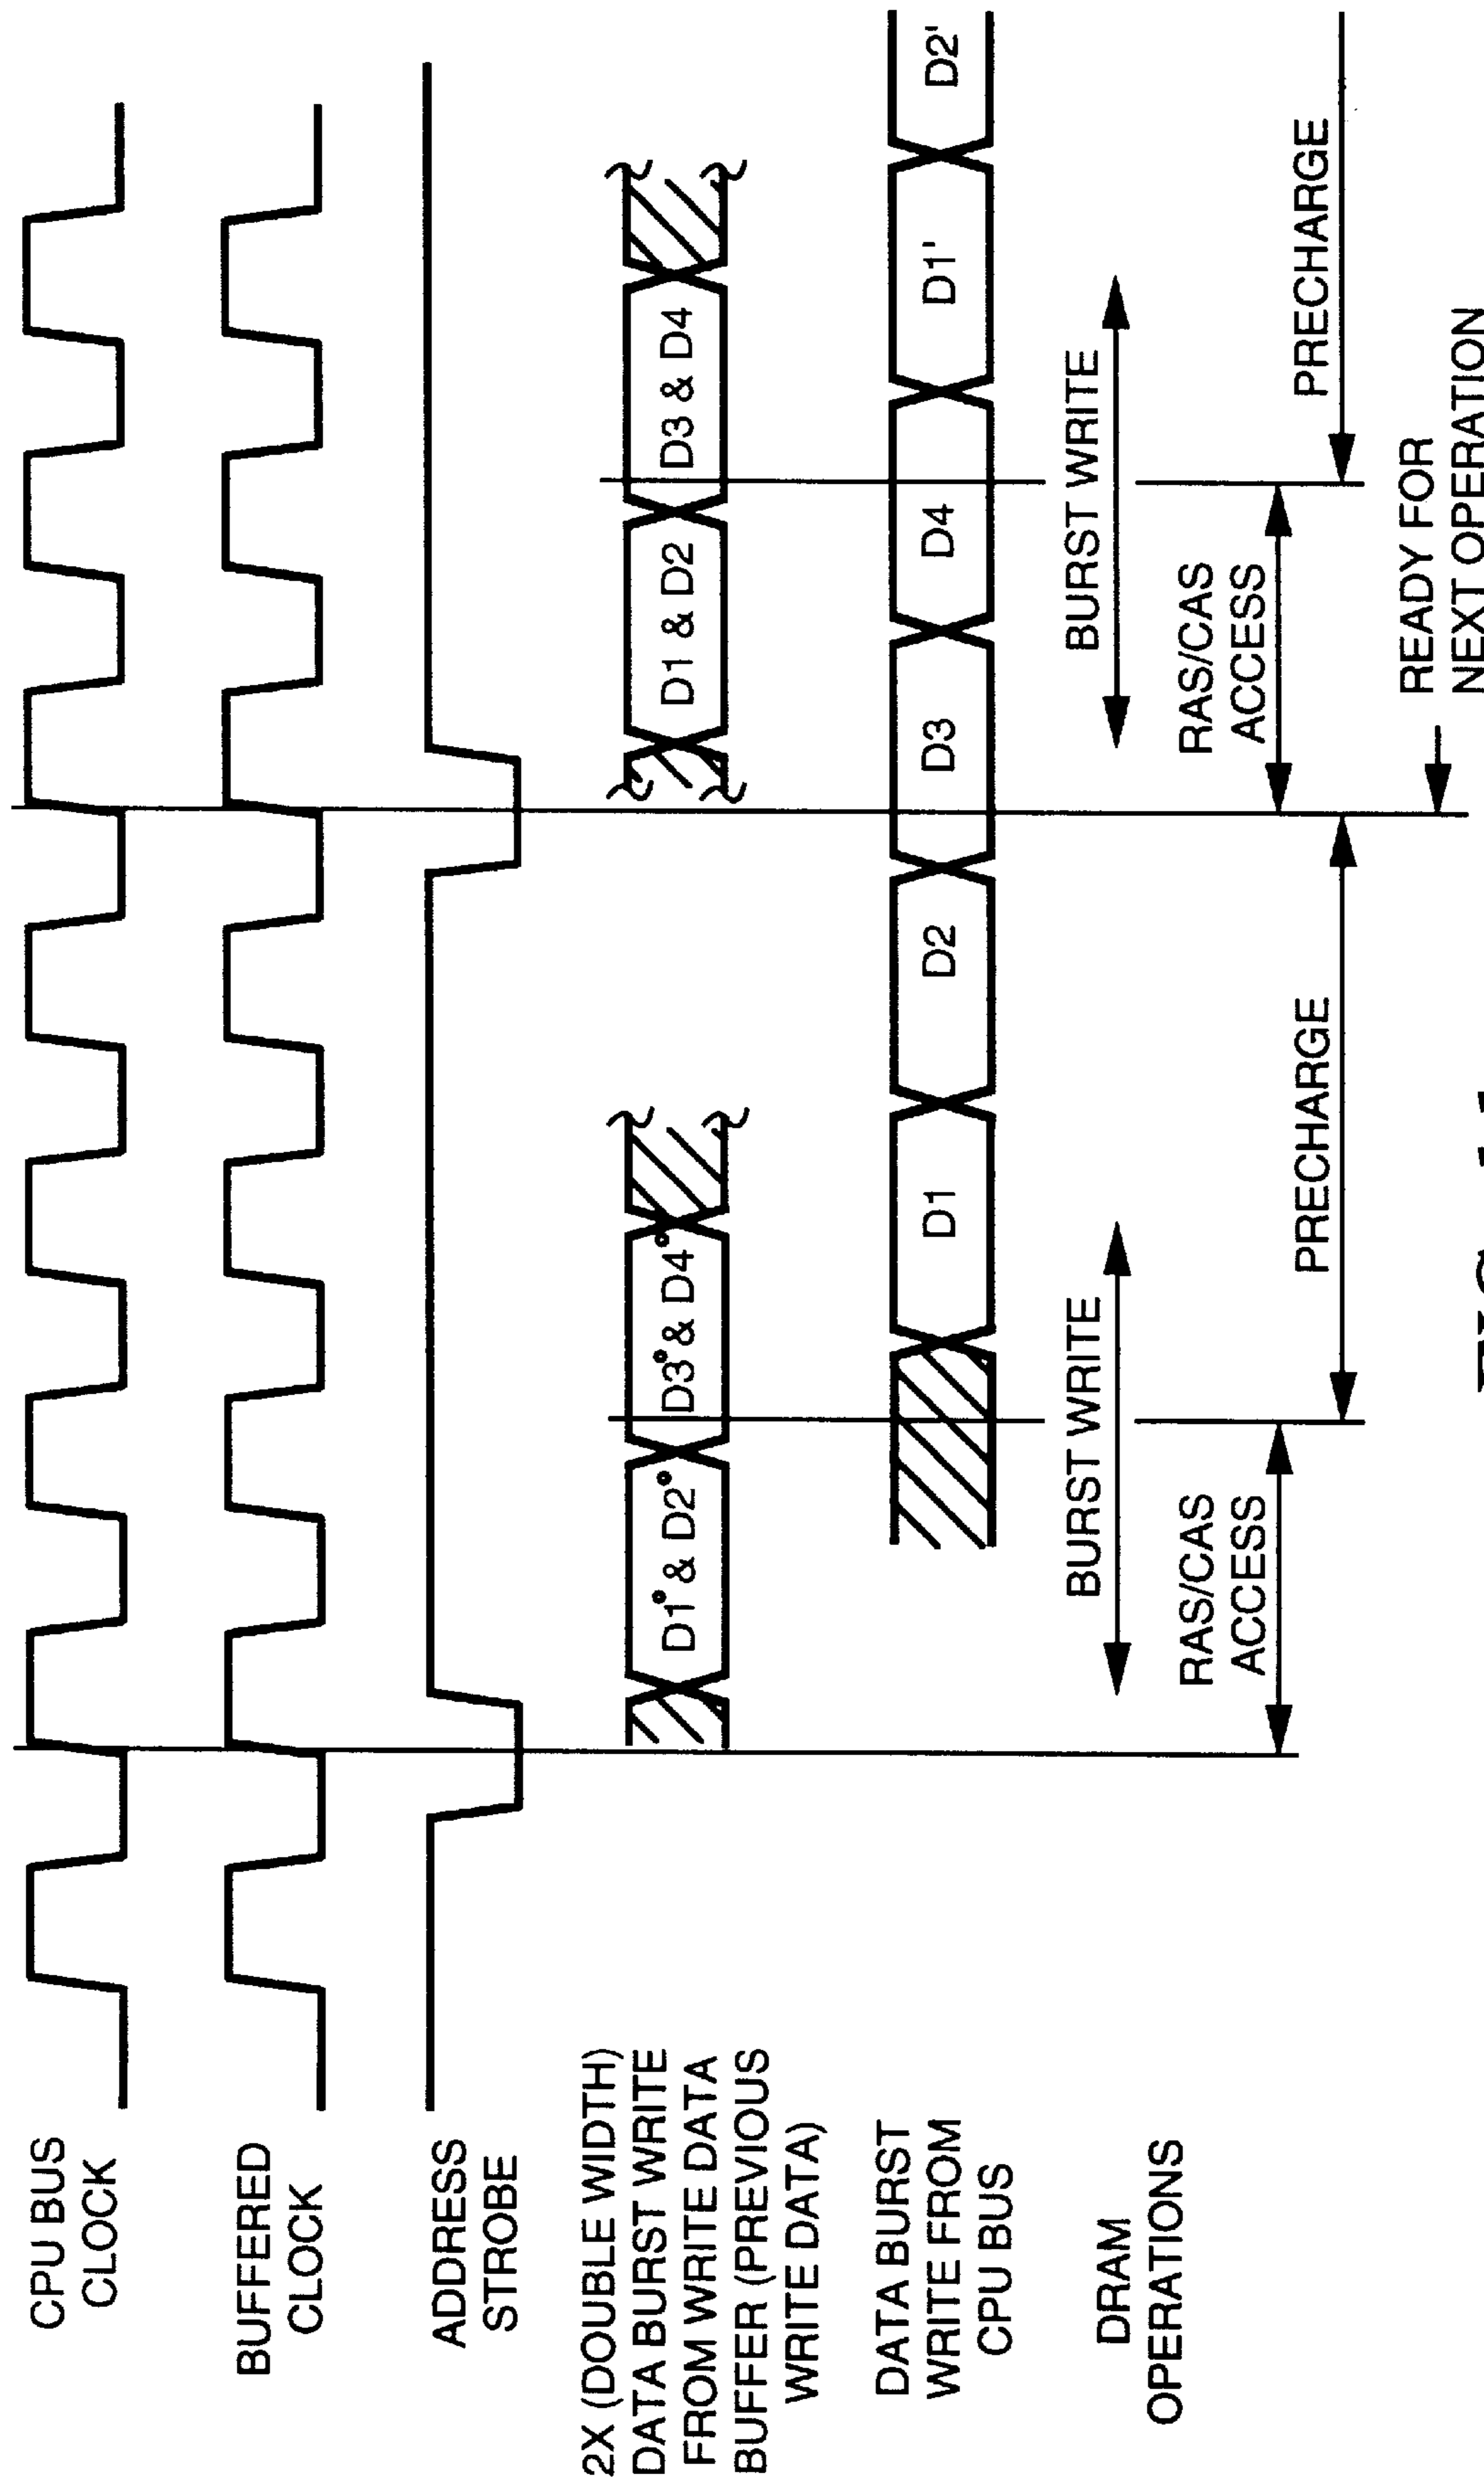 CPU BUS
CLOCK
BUFFERED
CLOCK
ADDRESS
STROBE
2X (DOUBLE WIDTH)
DATA BURST WRITE
FROM WRITE DATA
BUFFER (PREVIOUS
WRITE DATA)
D1° & D2°
D3° & D4°
D1 & D2
D3 & D4
DATA BURST
WRITE FROM
CPU BUS
D1
D2
D3
D4
D1'
D2'
DRAM
OPERATIONS
BURST WRITE
BURST WRITE
RAS/CAS
ACCESS
RAS/CAS
ACCESS
PRECHARGE
PRECHARGE
READY FOR
NEXT OPERATION